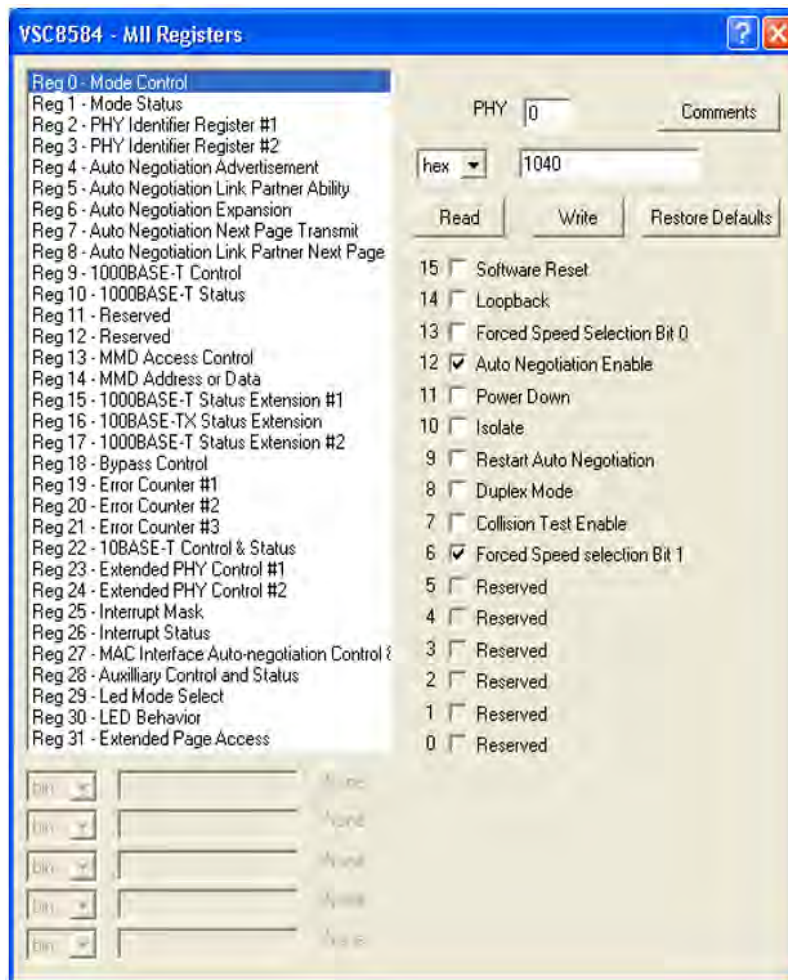 VSC8584 - MII Registers
Reg 0 - Mode Control
Reg 1 - Mode Status
Reg 2 - PHY Identifier Register #1
Reg 3 - PHY Identifier Register #2
Reg 4 - Auto Negotiation Advertisement
Reg 5 - Auto Negotiation Link Partner Ability
Reg 6 - Auto Negotiation Expansion
Reg 7 - Auto Negotiation Next Page Transmit
Reg 8 - Auto Negotiation Link Partner Next Page
Reg 9 - 1000BASE-T Control
Reg 10 - 1000BASE-T Status
Reg 11 - Reserved
Reg 12 - Reserved
Reg 13 - MMD Access Control
Reg 14 - MMD Address or Data
Reg 15 - 1000BASE-T Status Extension #1
Reg 16 - 100BASE-TX Status Extension
Reg 17 - 1000BASE-T Status Extension #2
Reg 18 - Bypass Control
Reg 19 - Error Counter #1
Reg 20 - Error Counter #2
Reg 21 - Error Counter #3
Reg 22 - 10BASE-T Control & Status
Reg 23 - Extended PHY Control #1
Reg 24 - Extended PHY Control #2
Reg 25 - Interrupt Mask
Reg 26 - Interrupt Status
Reg 27 - MAC Interface Auto-negotiation Control &
Reg 28 - Auxilliary Control and Status
Reg 29 - Led Mode Select
Reg 30 - LED Behavior
Reg 31 - Extended Page Access
PHY 0 Comments
hex 1040
Read Write Restore Defaults
15 Software Reset
14 Loopback
13 Forced Speed Selection Bit 0
12 Auto Negotiation Enable
11 Power Down
10 Isolate
9 Restart Auto Negotiation
8 Duplex Mode
7 Collision Test Enable
6 Forced Speed selection Bit 1
5 Reserved
4 Reserved
3 Reserved
2 Reserved
1 Reserved
0 Reserved
bin None
bin None
bin None
bin None
bin None